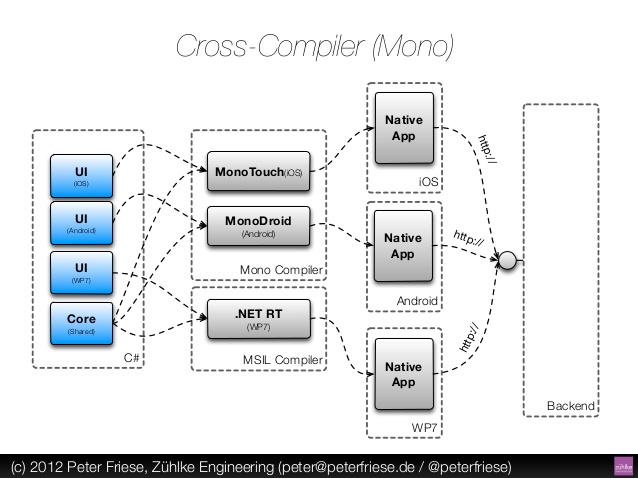 Cross-Compiler (Mono)
UI
(iOS)
UI
(Android)
UI
(WP7)
Core
(Shared)
C#
MonoTouch(iOS)
MonoDroid
(Android)
Mono Compiler
.NET RT
(WP7)
MSIL Compiler
Native
App
iOS
Native
App
Android
Native
App
WP7
http://
http://
http://
Backend
(c) 2012 Peter Friese, Zühlke Engineering (peter@peterfriese.de / @peterfriese)
zühlke